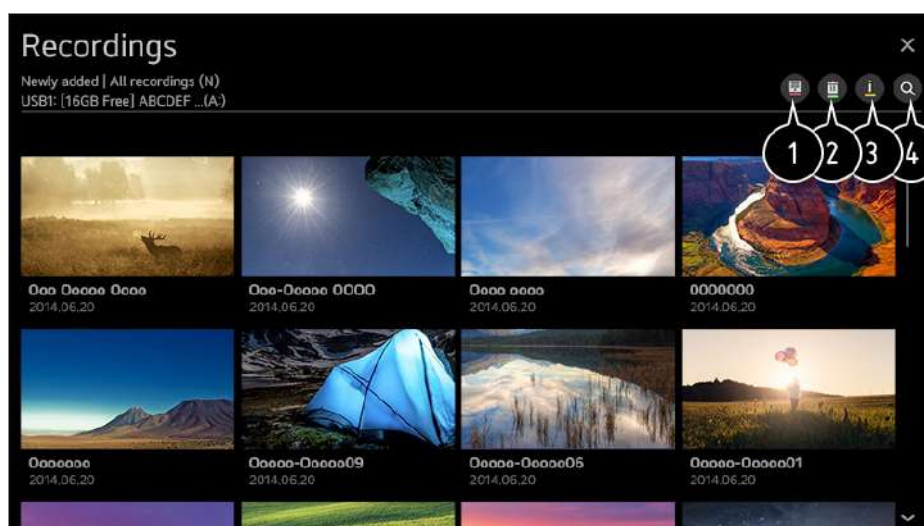 Recordings
Newly added | All recordings (N)
USB1: [16GB Free] ABCDEF ...(A:)
1 2 3 4
Ooo Ooooo Oooo
2014.06.20
Ooo-Ooooo OOOO
2014.06.20
Oooo oooo
2014.06.20
OOOOOOO
2014.06.20
Ooooooo
2014.06.20
Ooooo-Ooooo09
2014.06.20
Ooooo-Ooooo06
2014.06.20
Ooooo-Ooooo01
2014.06.20